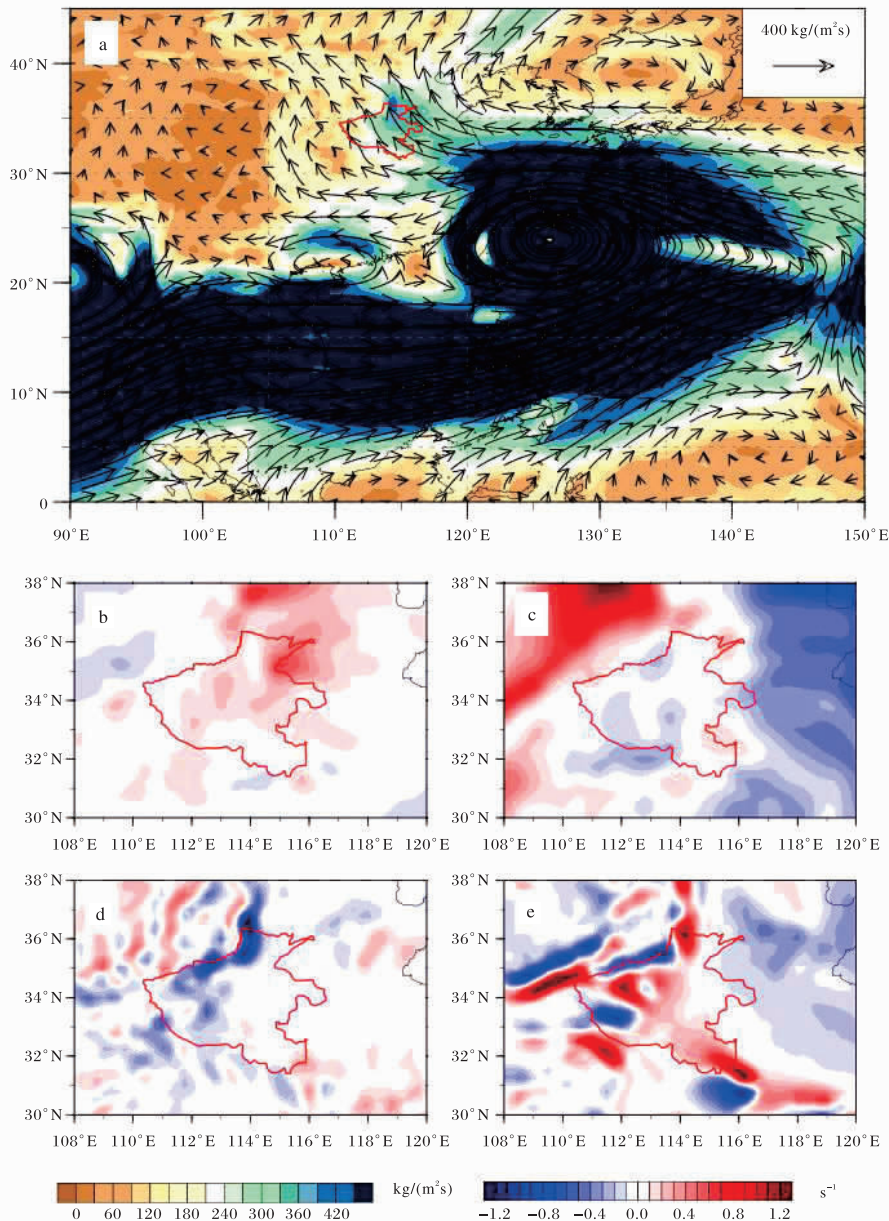 a
400 kg/(m²s)
40°N
30°N
20°N
10°N
0
90°E 100°E 110°E 120°E 130°E 140°E 150°E
b
38°N
36°N
34°N
32°N
30°N
108°E 110°E 112°E 114°E 116°E 118°E 120°E
c
38°N
36°N
34°N
32°N
30°N
108°E 110°E 112°E 114°E 116°E 118°E 120°E
d
38°N
36°N
34°N
32°N
30°N
108°E 110°E 112°E 114°E 116°E 118°E 120°E
e
38°N
36°N
34°N
32°N
30°N
108°E 110°E 112°E 114°E 116°E 118°E 120°E
kg/(m²s)
0 60 120 180 240 300 360 420
s⁻¹
−1.2 −0.8 −0.4 0.0 0.4 0.8 1.2